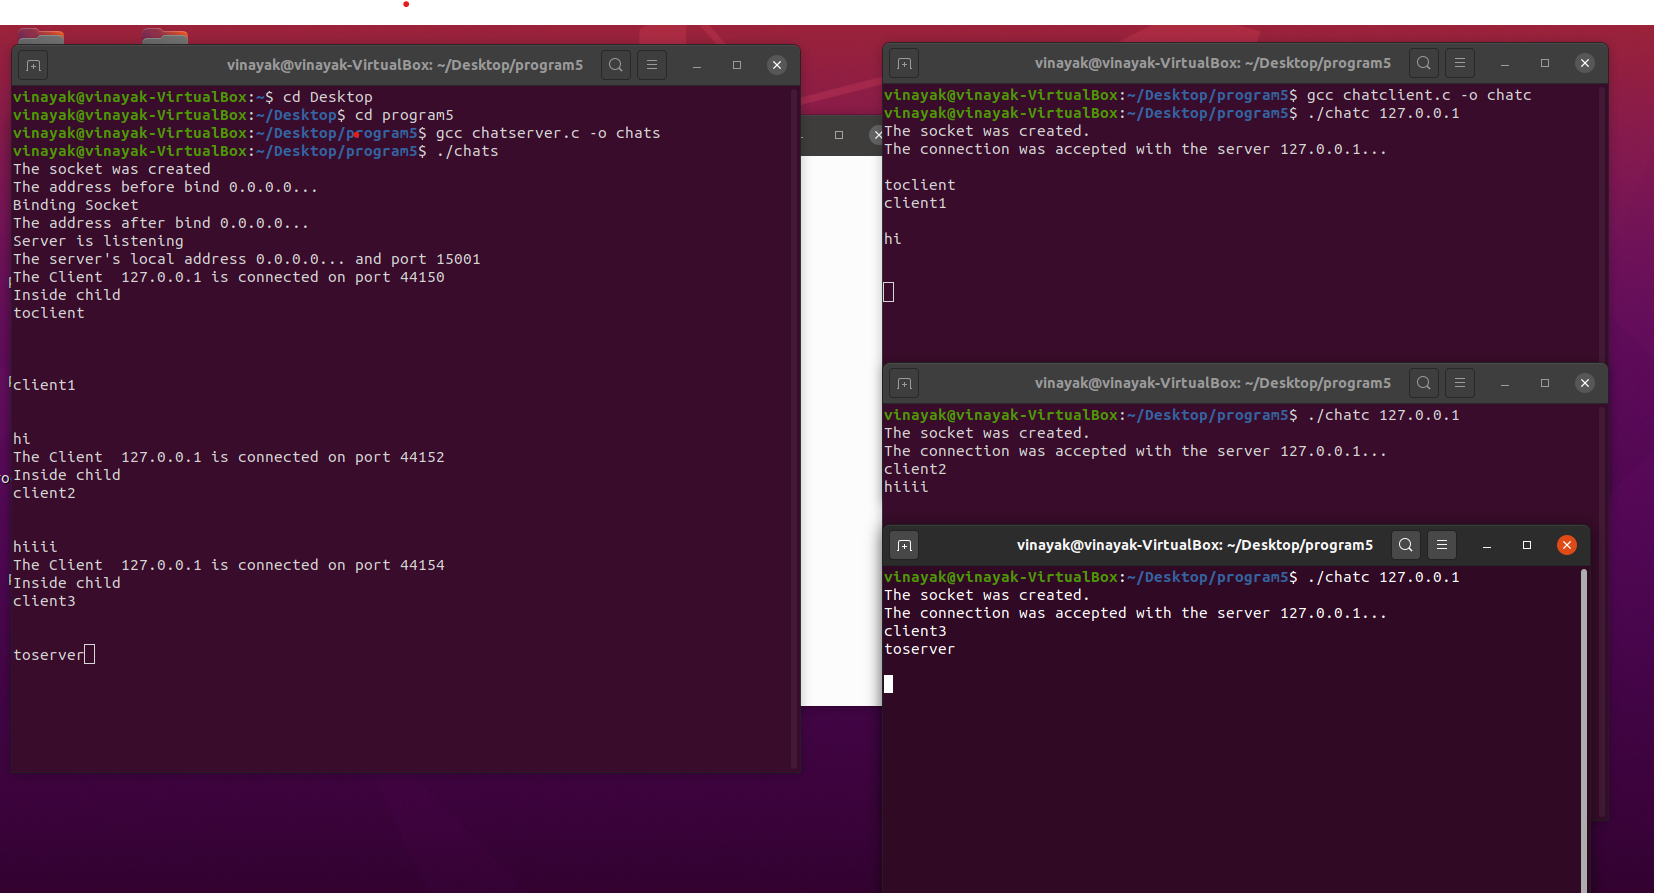 vinayak@vinayak-VirtualBox: ~/Desktop/program5
vinayak@vinayak-VirtualBox:~$ cd Desktop
vinayak@vinayak-VirtualBox:~/Desktop$ cd program5
vinayak@vinayak-VirtualBox:~/Desktop/program5$ gcc chatserver.c -o chats
vinayak@vinayak-VirtualBox:~/Desktop/program5$ ./chats
The socket was created
The address before bind 0.0.0.0...
Binding Socket
The address after bind 0.0.0.0...
Server is listening
The server's local address 0.0.0.0... and port 15001
The Client  127.0.0.1 is connected on port 44150
Inside child
toclient
client1
hi
The Client  127.0.0.1 is connected on port 44152
Inside child
client2
hiiii
The Client  127.0.0.1 is connected on port 44154
Inside child
client3
toserver
vinayak@vinayak-VirtualBox: ~/Desktop/program5
vinayak@vinayak-VirtualBox:~/Desktop/program5$ gcc chatclient.c -o chatc
vinayak@vinayak-VirtualBox:~/Desktop/program5$ ./chatc 127.0.0.1
The socket was created.
The connection was accepted with the server 127.0.0.1...
toclient
client1
hi
vinayak@vinayak-VirtualBox: ~/Desktop/program5
vinayak@vinayak-VirtualBox:~/Desktop/program5$ ./chatc 127.0.0.1
The socket was created.
The connection was accepted with the server 127.0.0.1...
client2
hiiii
vinayak@vinayak-VirtualBox: ~/Desktop/program5
vinayak@vinayak-VirtualBox:~/Desktop/program5$ ./chatc 127.0.0.1
The socket was created.
The connection was accepted with the server 127.0.0.1...
client3
toserver